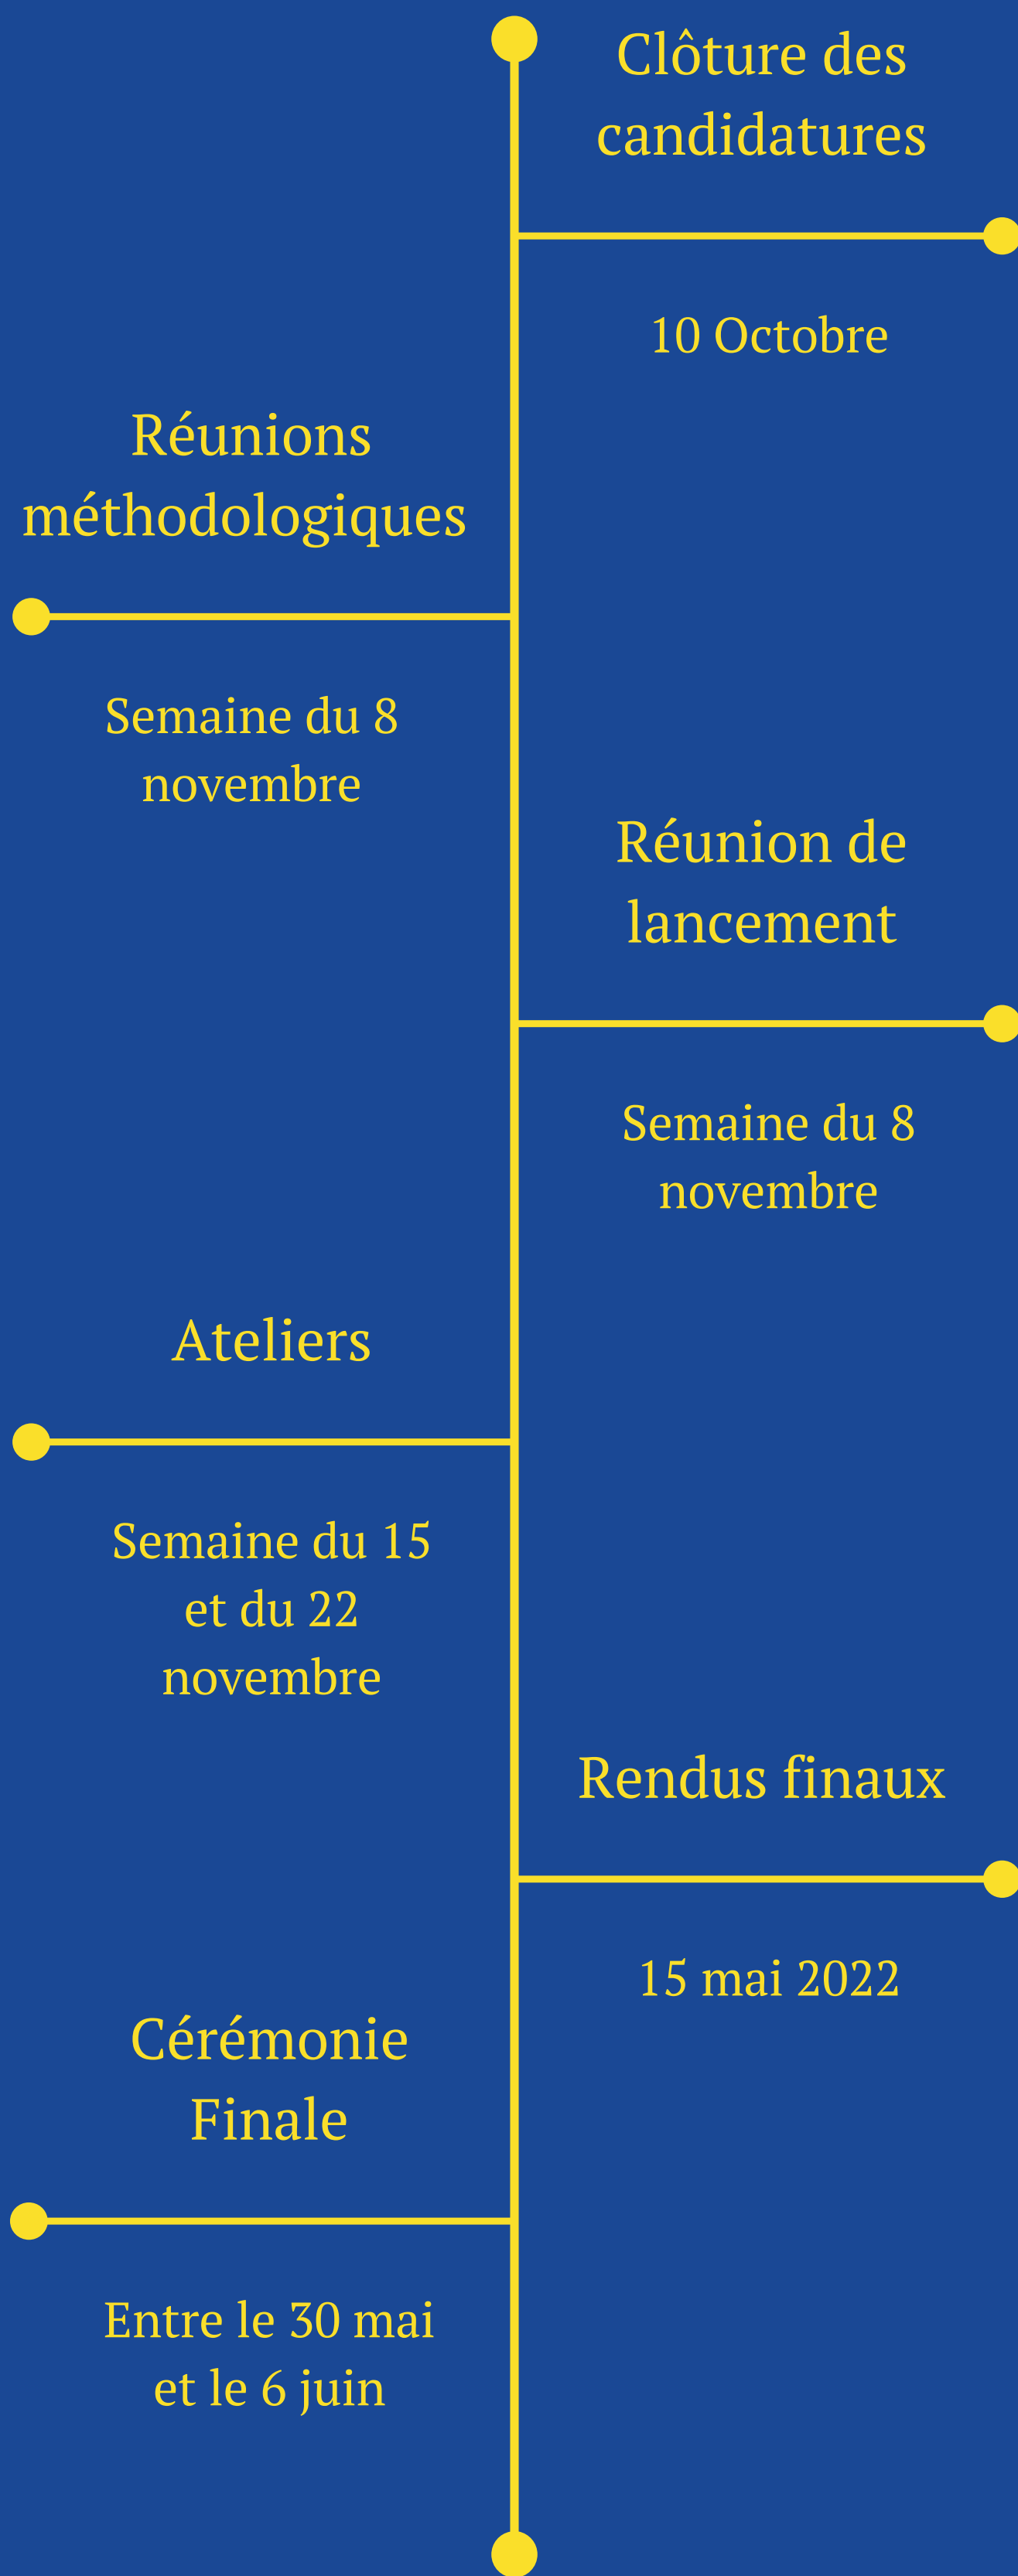 Clôture des
candidatures
10 Octobre
Réunions
méthodologiques
Semaine du 8
novembre
Réunion de
lancement
Semaine du 8
novembre
Ateliers
Semaine du 15
et du 22
novembre
Rendus finaux
15 mai 2022
Cérémonie
Finale
Entre le 30 mai
et le 6 juin